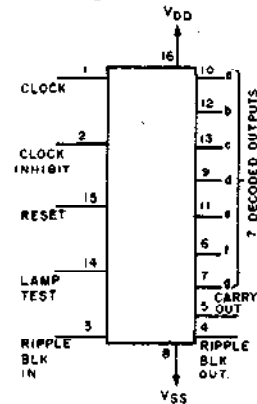 VDD
16
1
CLOCK
2
CLOCK
INHIBIT
15
RESET
14
LAMP
TEST
3
RIPPLE
BLK
IN
10 a
12 b
13 c
9 d
11 e
6 f
7 g
7 DECODED OUTPUTS
CARRY
OUT
5
4
RIPPLE
BLK
OUT.
8
VSS